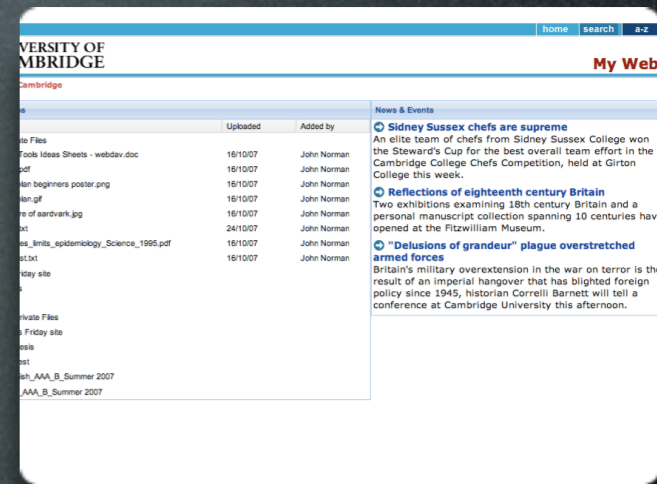 home search a-z
VERSITY OF
MBRIDGE
My Web
Cambridge
Uploaded Added by
te Files
Tools Ideas Sheets - webdav.doc 16/10/07 John Norman
pdf 16/10/07 John Norman
lan beginners poster.png 16/10/07 John Norman
lan.gif 16/10/07 John Norman
re of aardvark.jpg 16/10/07 John Norman
txt 24/10/07 John Norman
es_limits_epidemiology_Science_1995.pdf 16/10/07 John Norman
st.txt 16/10/07 John Norman
riday site
s
rivate Files
s Friday site
esis
est
ish_AAA_B_Summer 2007
_AAA_B_Summer 2007
News & Events
Sidney Sussex chefs are supreme
An elite team of chefs from Sidney Sussex College won
the Steward's Cup for the best overall team effort in the
Cambridge College Chefs Competition, held at Girton
College this week.
Reflections of eighteenth century Britain
Two exhibitions examining 18th century Britain and a
personal manuscript collection spanning 10 centuries hav
opened at the Fitzwilliam Museum.
"Delusions of grandeur" plague overstretched
armed forces
Britain's military overextension in the war on terror is the
result of an imperial hangover that has blighted foreign
policy since 1945, historian Correlli Barnett will tell a
conference at Cambridge University this afternoon.